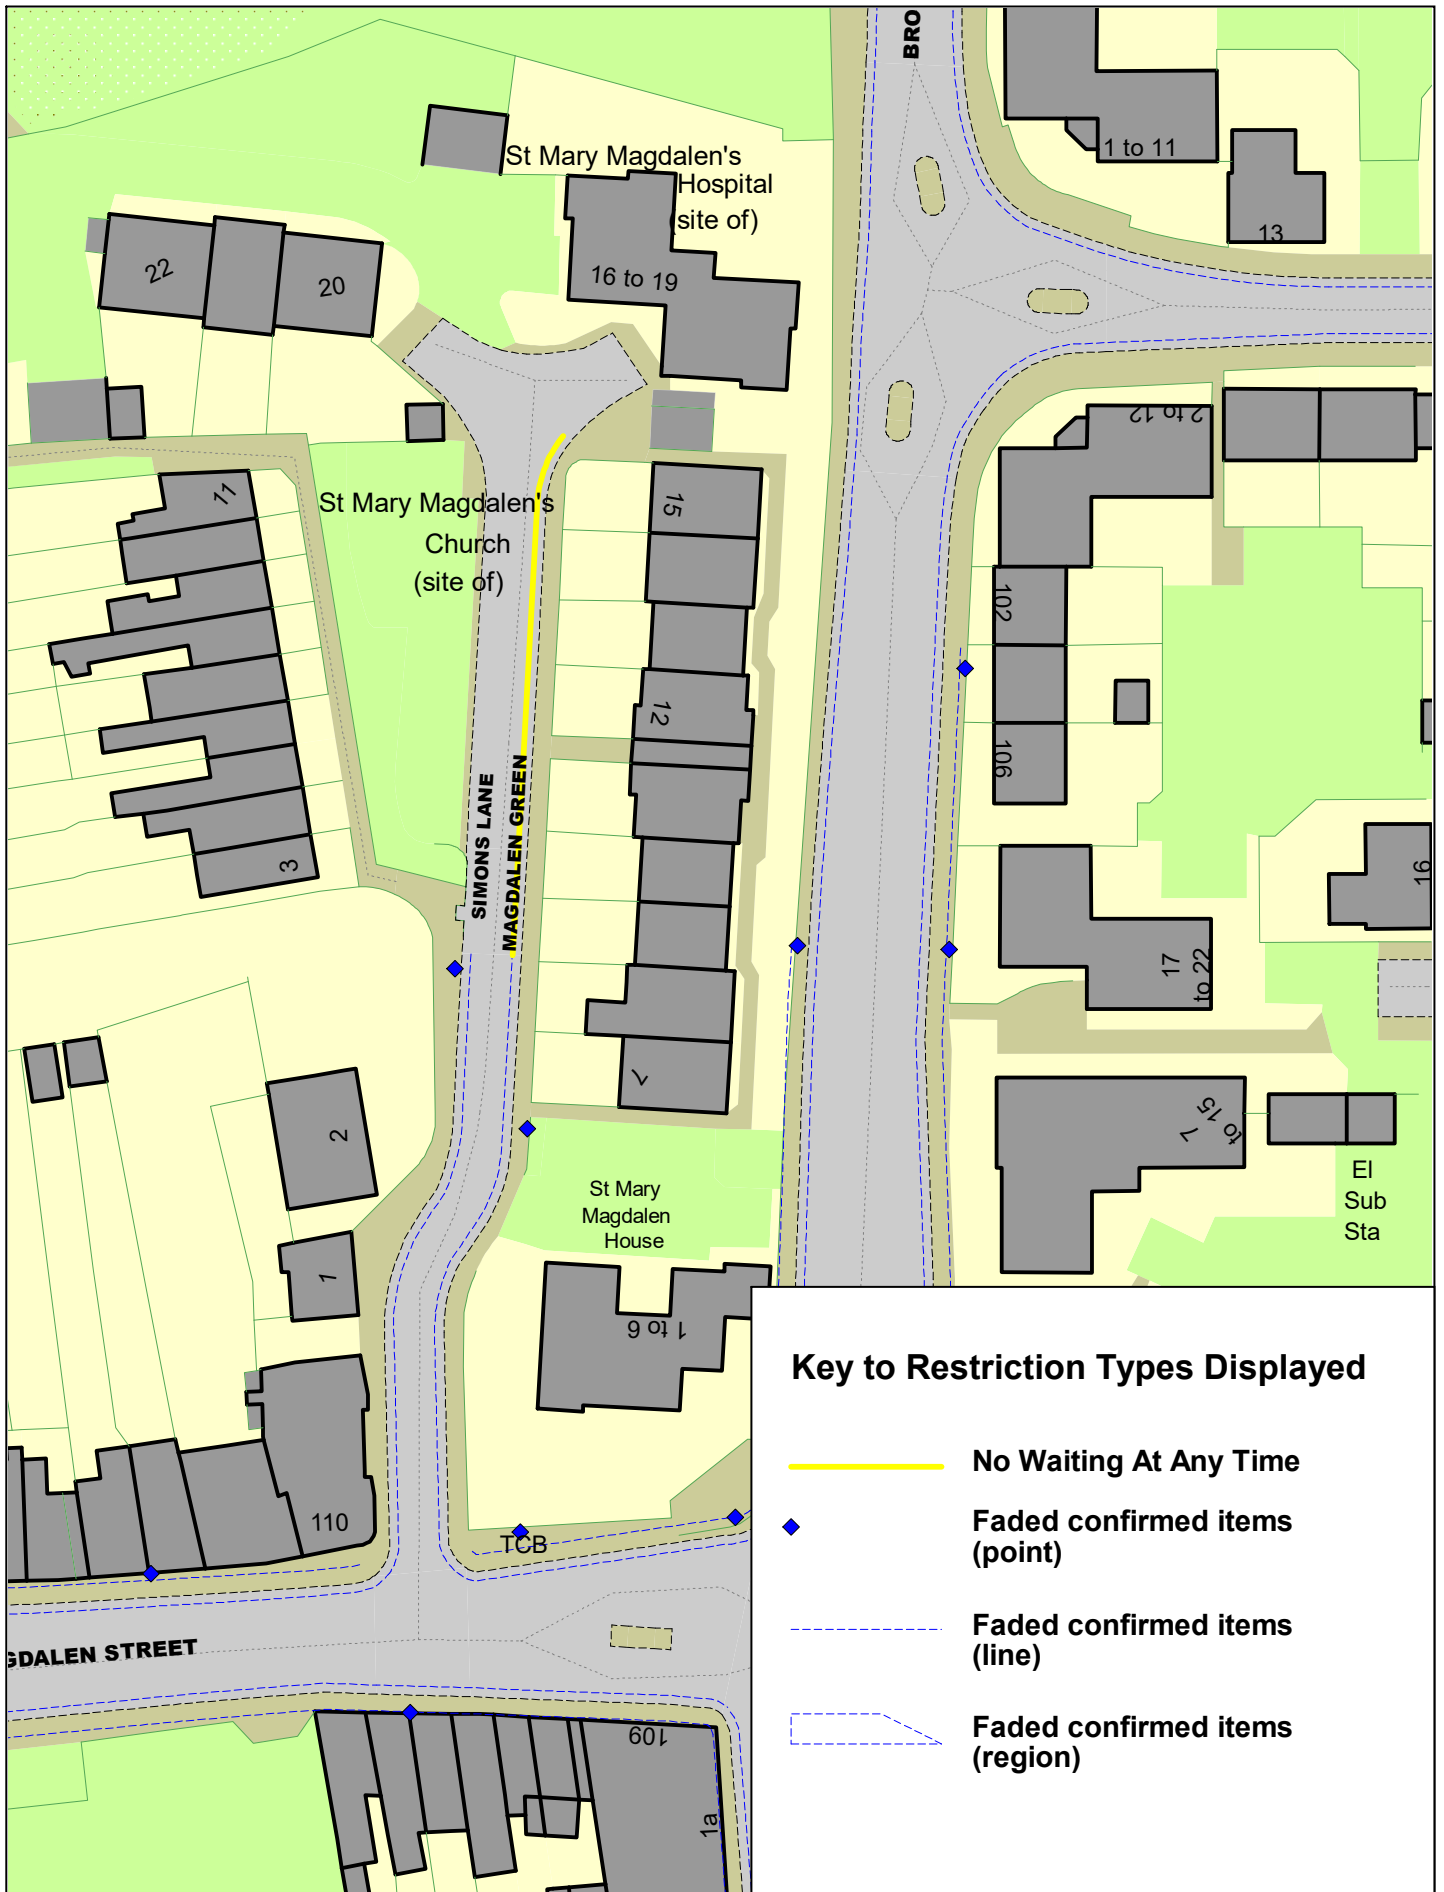 BRO
1 to 11
St Mary Magdalen's
Hospital
(site of)
13
22
20
16 to 19
2 to 12
11
St Mary Magdalen's
Church
(site of)
15
102
12
106
SIMONS LANE
MAGDALEN GREEN
3
16
17
to 22
7
2
7
to 15
El
Sub
Sta
St Mary
Magdalen
House
1
1 to 6
110
TCB
GDALEN STREET
109
1a
Key to Restriction Types Displayed
No Waiting At Any Time
Faded confirmed items
(point)
Faded confirmed items
(line)
Faded confirmed items
(region)